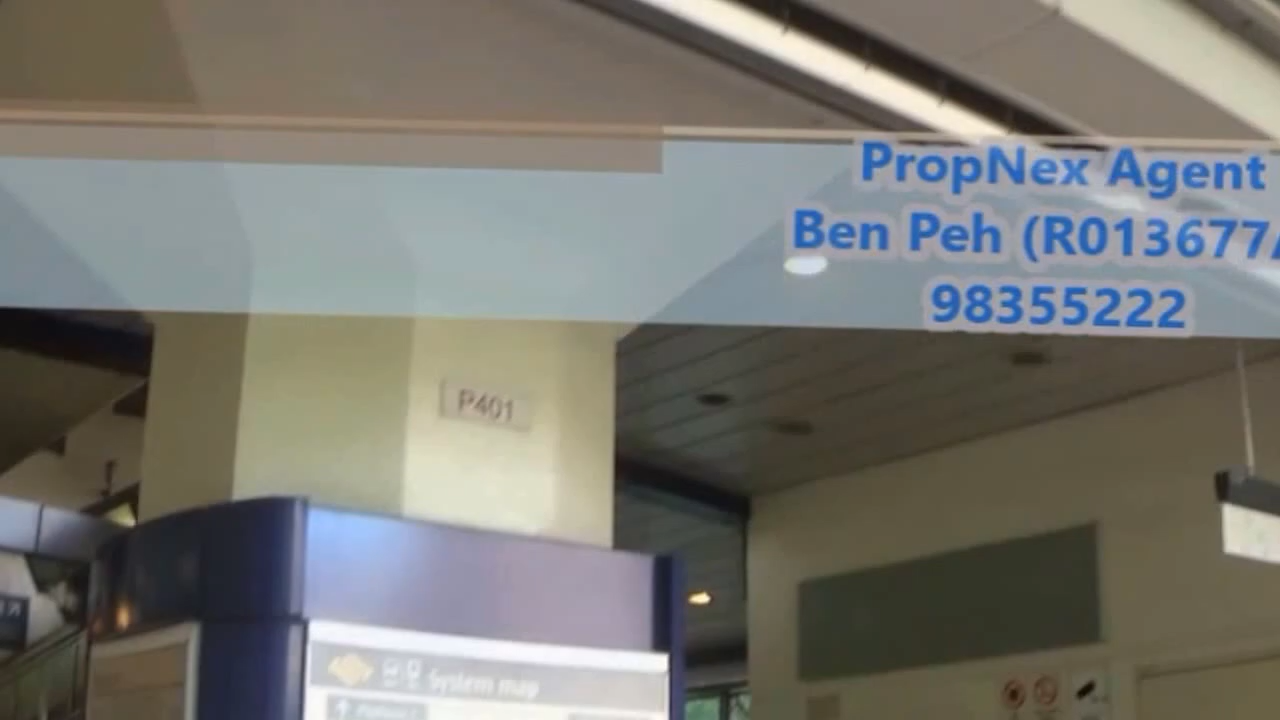 PropNex Agent
Ben Peh (R013677
98355222
P401
System map